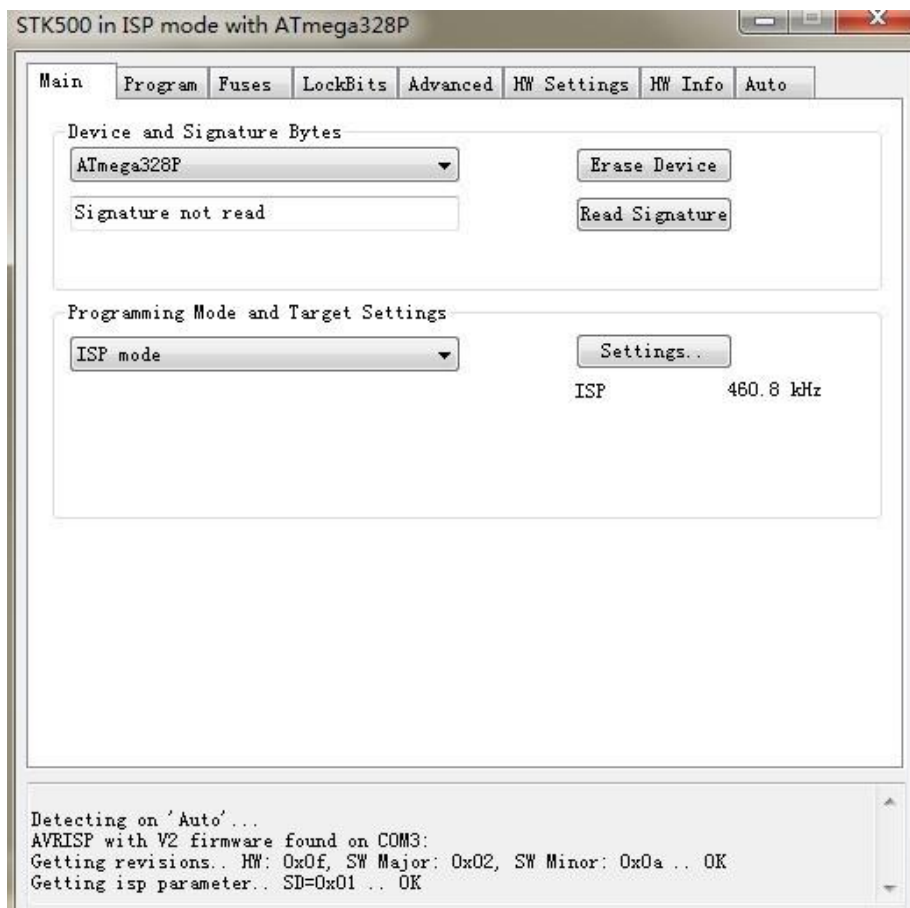 STK500 in ISP mode with ATmega328P
Main Program Fuses LockBits Advanced HW Settings HW Info Auto
Device and Signature Bytes
ATmega328P Erase Device
Signature not read Read Signature
Programming Mode and Target Settings
ISP mode Settings..
ISP 460.8 kHz
Detecting on 'Auto'...
AVRISP with V2 firmware found on COM3:
Getting revisions.. HW: 0x0f, SW Major: 0x02, SW Minor: 0x0a .. OK
Getting isp parameter.. SD=0x01 .. OK